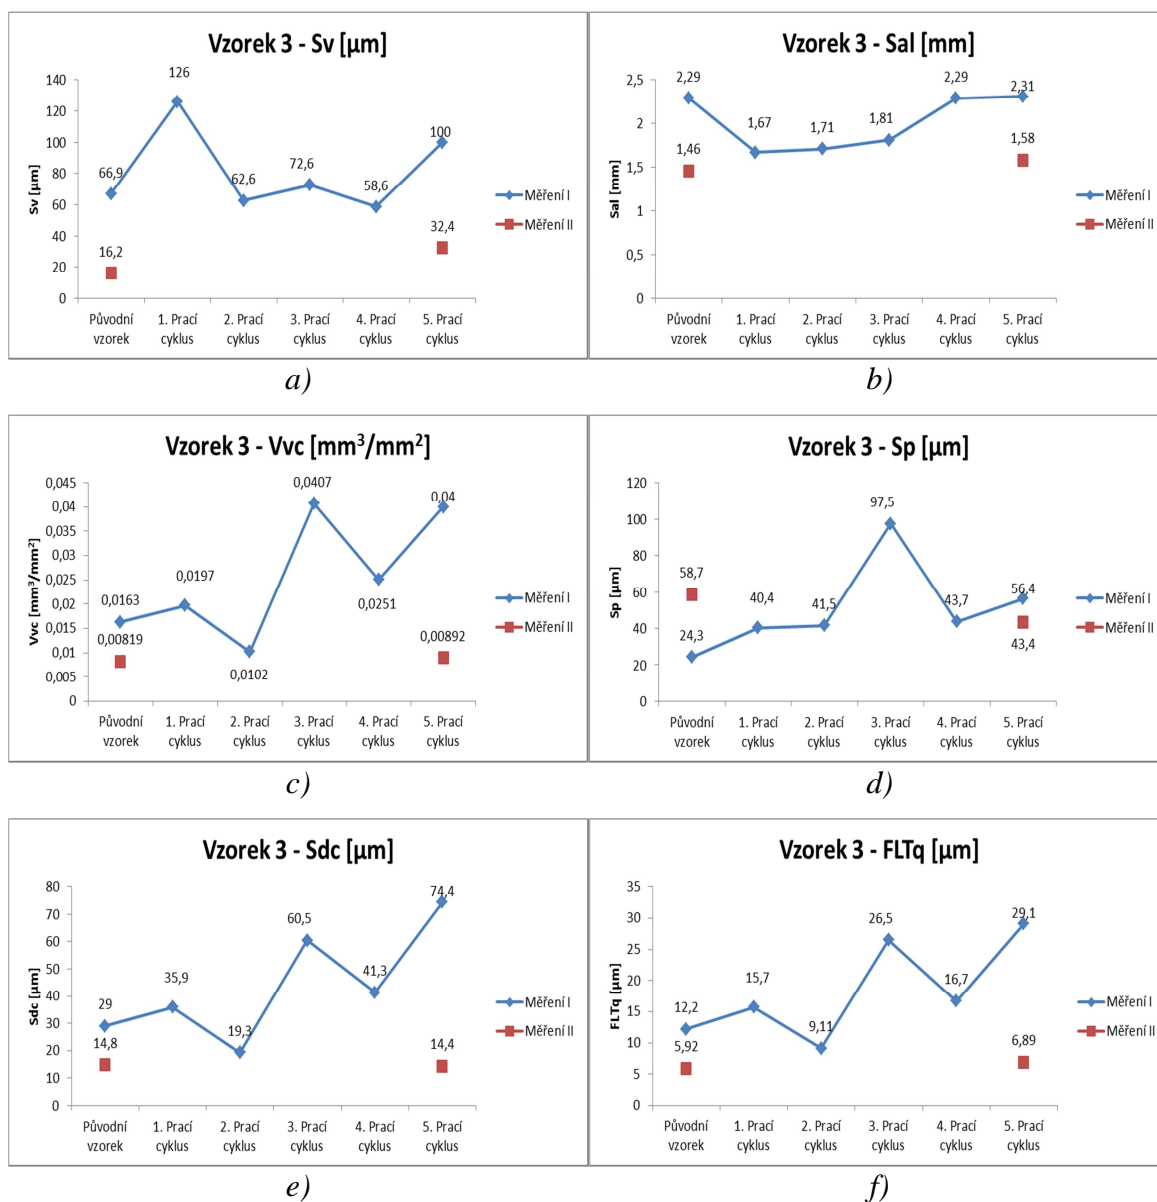 Vzorek 3 - Sv [µm]
140
120
100
80
60
40
20
0
Sv [µm]
66,9
126
62,6
72,6
58,6
100
16,2
32,4
Původní vzorek
1. Prací cyklus
2. Prací cyklus
3. Prací cyklus
4. Prací cyklus
5. Prací cyklus
Měření I
Měření II
a)
Vzorek 3 - Sal [mm]
2,5
2
1,5
1
0,5
0
Sal [mm]
2,29
1,67
1,71
1,81
2,29
2,31
1,46
1,58
Původní vzorek
1. Prací cyklus
2. Prací cyklus
3. Prací cyklus
4. Prací cyklus
5. Prací cyklus
Měření I
Měření II
b)
Vzorek 3 - Vvc [mm³/mm²]
0,045
0,04
0,035
0,03
0,025
0,02
0,015
0,01
0,005
0
Vvc [mm³/mm²]
0,0163
0,0197
0,0102
0,0407
0,0251
0,04
0,00819
0,00892
Původní vzorek
1. Prací cyklus
2. Prací cyklus
3. Prací cyklus
4. Prací cyklus
5. Prací cyklus
Měření I
Měření II
c)
Vzorek 3 - Sp [µm]
120
100
80
60
40
20
0
Sp [µm]
58,7
24,3
40,4
41,5
97,5
43,7
56,4
43,4
Původní vzorek
1. Prací cyklus
2. Prací cyklus
3. Prací cyklus
4. Prací cyklus
5. Prací cyklus
Měření I
Měření II
d)
Vzorek 3 - Sdc [µm]
80
70
60
50
40
30
20
10
0
Sdc [µm]
29
35,9
19,3
60,5
41,3
74,4
14,8
14,4
Původní vzorek
1. Prací cyklus
2. Prací cyklus
3. Prací cyklus
4. Prací cyklus
5. Prací cyklus
Měření I
Měření II
e)
Vzorek 3 - FLTq [µm]
35
30
25
20
15
10
5
0
FLTq [µm]
12,2
15,7
9,11
26,5
16,7
29,1
5,92
6,89
Původní vzorek
1. Prací cyklus
2. Prací cyklus
3. Prací cyklus
4. Prací cyklus
5. Prací cyklus
Měření I
Měření II
f)